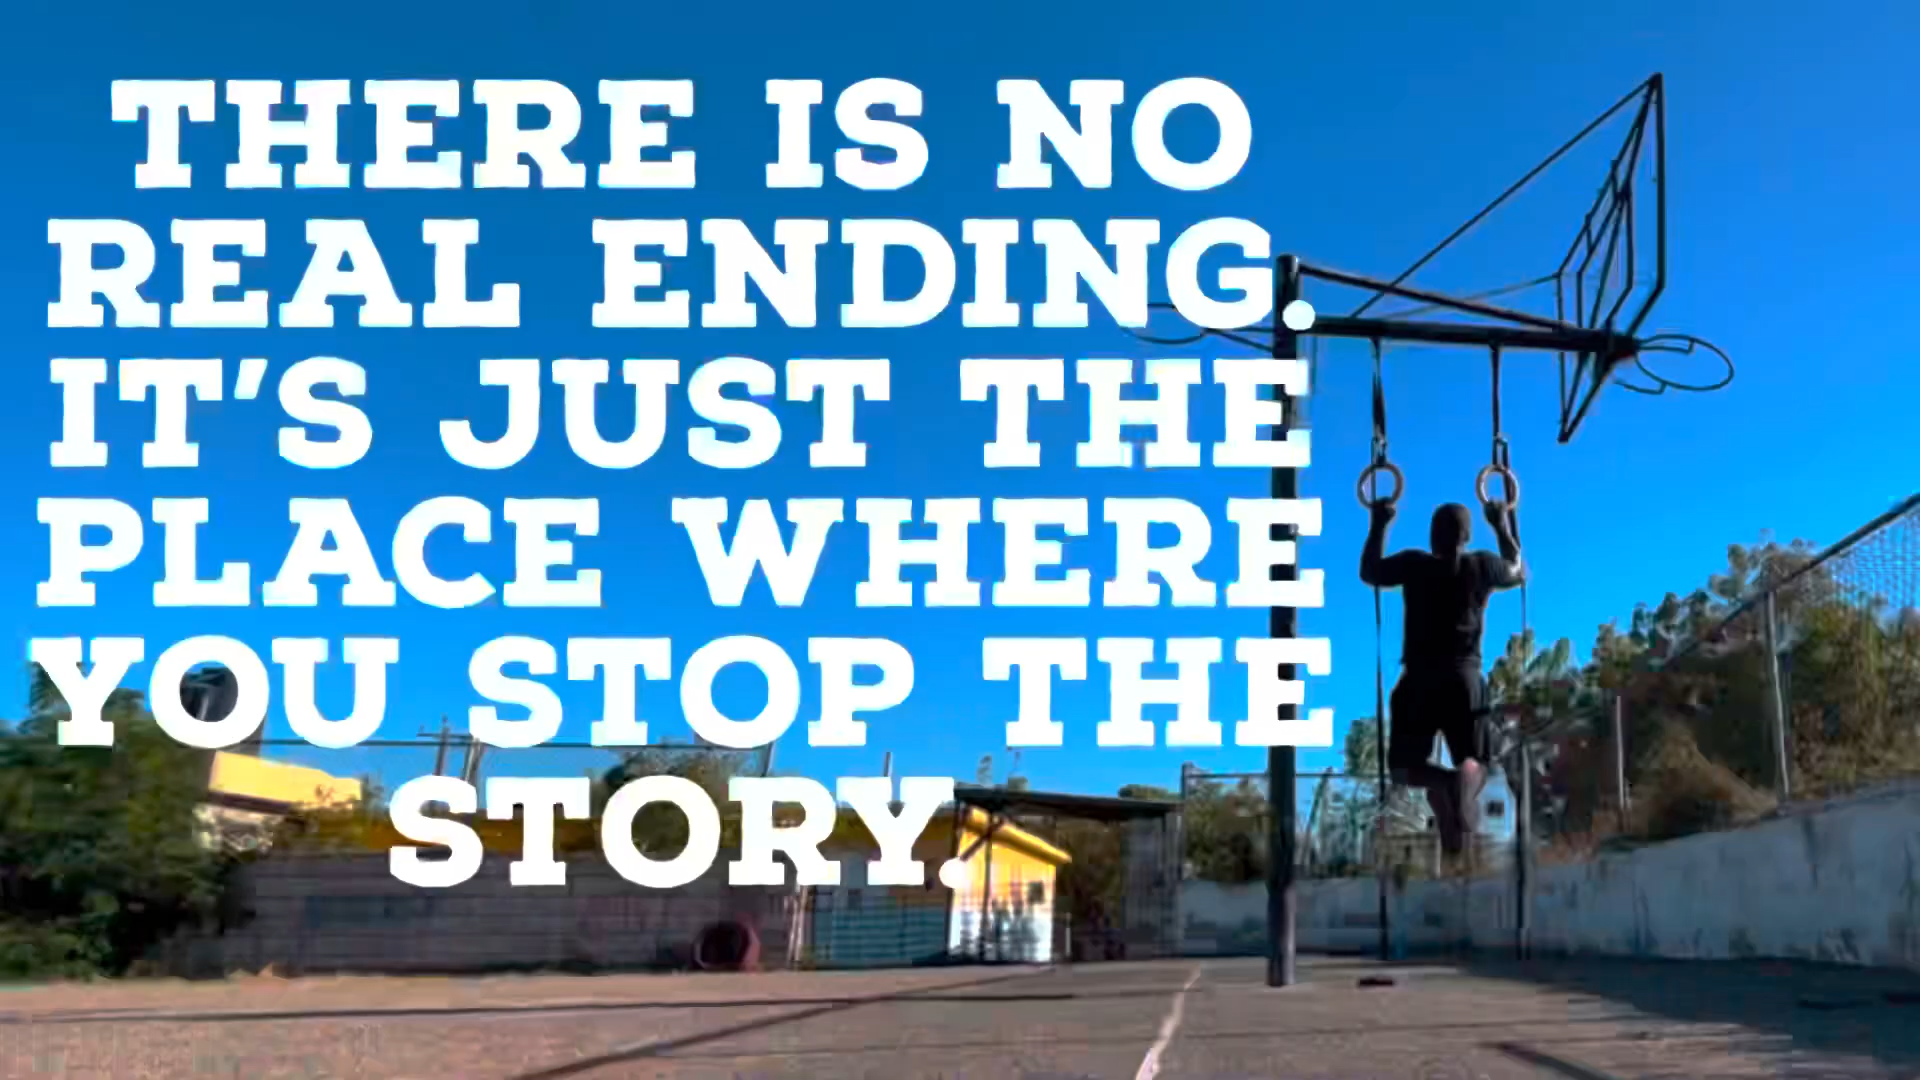 THERE IS NO
REAL ENDING.
IT'S JUST THE
PLACE WHERE
YOU STOP THE
STORY.